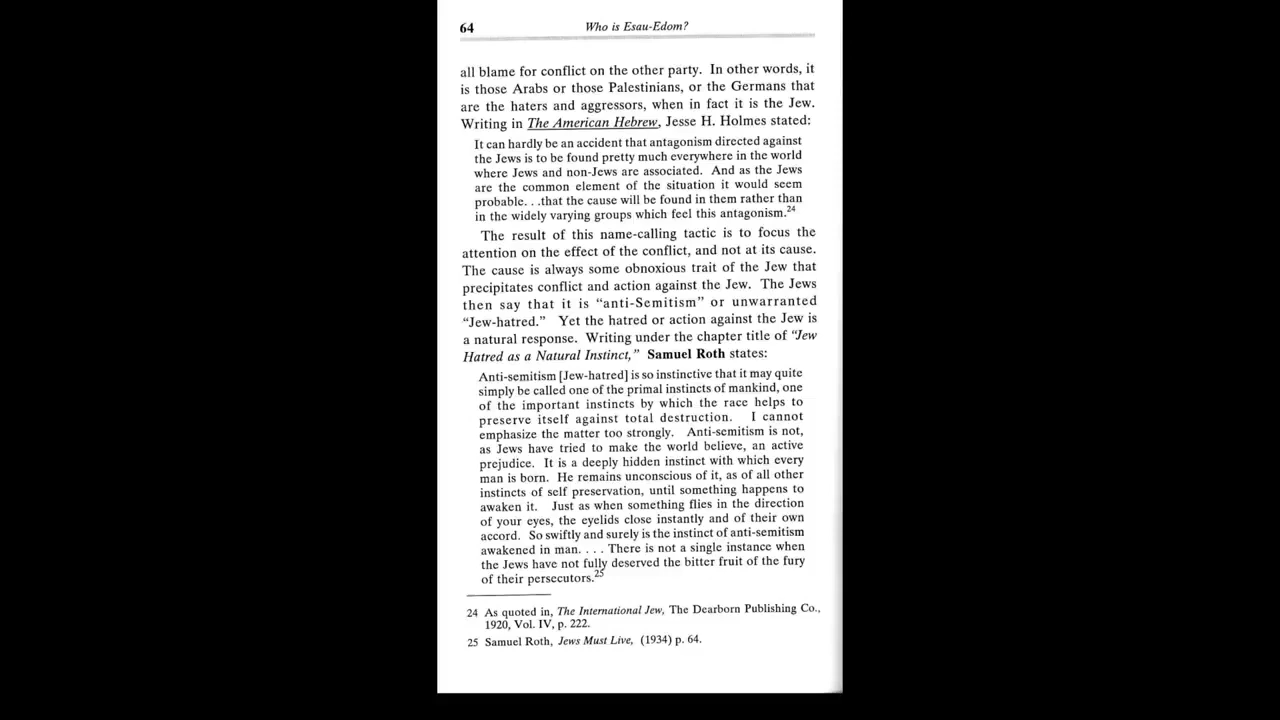 64
Who is Esau-Edom?
all blame for conflict on the other party. In other words, it
is those Arabs or those Palestinians, or the Germans that
are the haters and aggressors, when in fact it is the Jew.
Writing in The American Hebrew, Jesse H. Holmes stated:
It can hardly be an accident that antagonism directed against
the Jews is to be found pretty much everywhere in the world
where Jews and non-Jews are associated. And as the Jews
are the common element of the situation it would seem
probable. . .that the cause will be found in them rather than
in the widely varying groups which feel this antagonism.24
The result of this name-calling tactic is to focus the
attention on the effect of the conflict, and not at its cause.
The cause is always some obnoxious trait of the Jew that
precipitates conflict and action against the Jew. The Jews
then say that it is “anti-Semitism” or unwarranted
“Jew-hatred.” Yet the hatred or action against the Jew is
a natural response. Writing under the chapter title of “Jew
Hatred as a Natural Instinct,” Samuel Roth states:
Anti-semitism [Jew-hatred] is so instinctive that it may quite
simply be called one of the primal instincts of mankind, one
of the important instincts by which the race helps to
preserve itself against total destruction. I cannot
emphasize the matter too strongly. Anti-semitism is not,
as Jews have tried to make the world believe, an active
prejudice. It is a deeply hidden instinct with which every
man is born. He remains unconscious of it, as of all other
instincts of self preservation, until something happens to
awaken it. Just as when something flies in the direction
of your eyes, the eyelids close instantly and of their own
accord. So swiftly and surely is the instinct of anti-semitism
awakened in man. . . . There is not a single instance when
the Jews have not fully deserved the bitter fruit of the fury
of their persecutors.25
24 As quoted in, The International Jew, The Dearborn Publishing Co.,
1920, Vol. IV, p. 222.
25 Samuel Roth, Jews Must Live, (1934) p. 64.